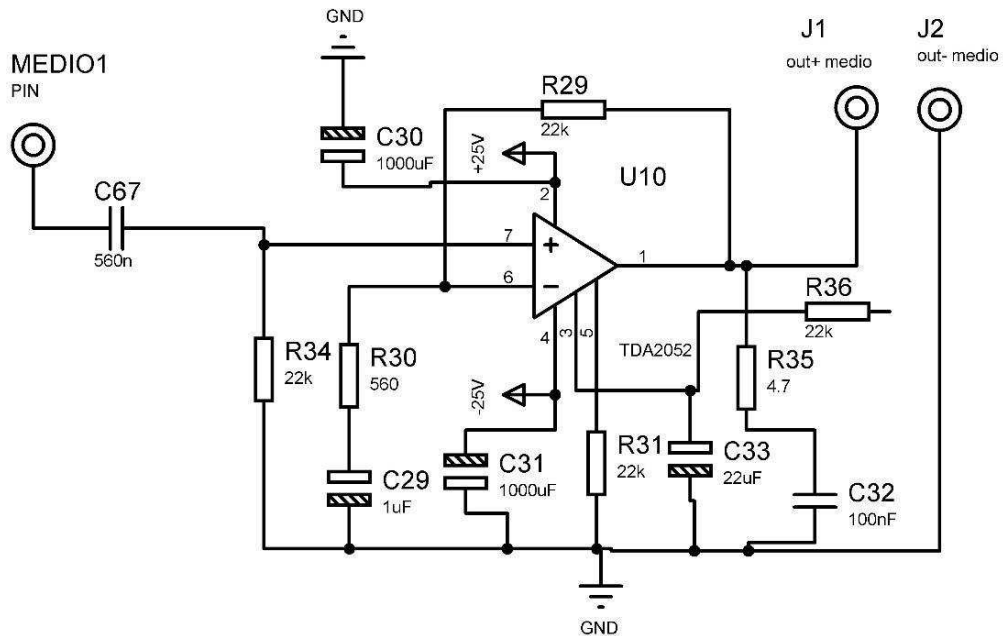 GND
J1
J2
out+ medio
out- medio
MEDIO1
PIN
R29
22k
C30
1000uF
+25V
U10
C67
560n
2
7
+
1
6
−
R36
22k
4
3
5
TDA2052
R34
22k
R30
560
R35
4.7
-25V
R31
22k
C33
22uF
C29
1uF
C31
1000uF
C32
100nF
GND